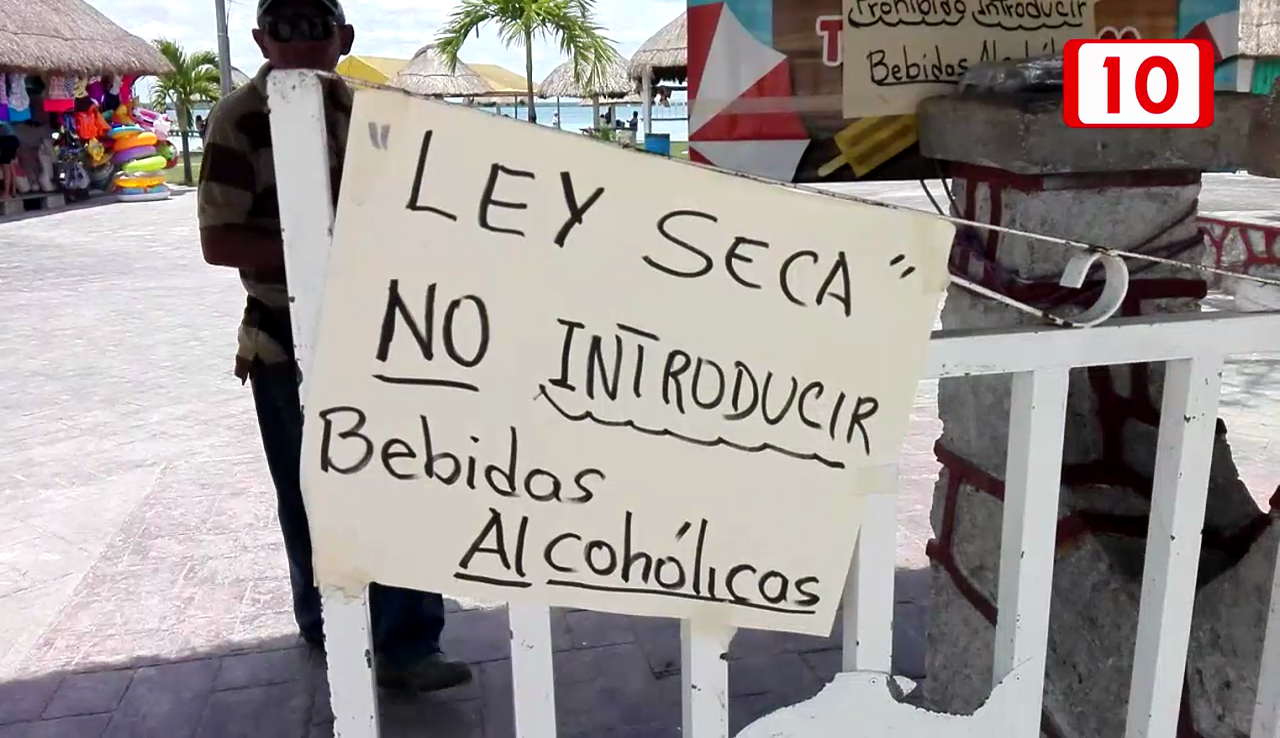 Prohibido Introducir
Bebidas
10
"LEY SECA"
NO INTRODUCIR
Bebidas
Alcohólicas